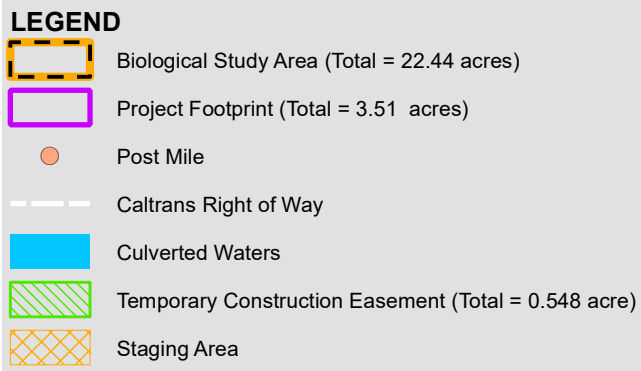 LEGEND
Biological Study Area (Total = 22.44 acres)
Project Footprint (Total = 3.51 acres)
Post Mile
Caltrans Right of Way
Culverted Waters
Temporary Construction Easement (Total = 0.548 acre)
Staging Area